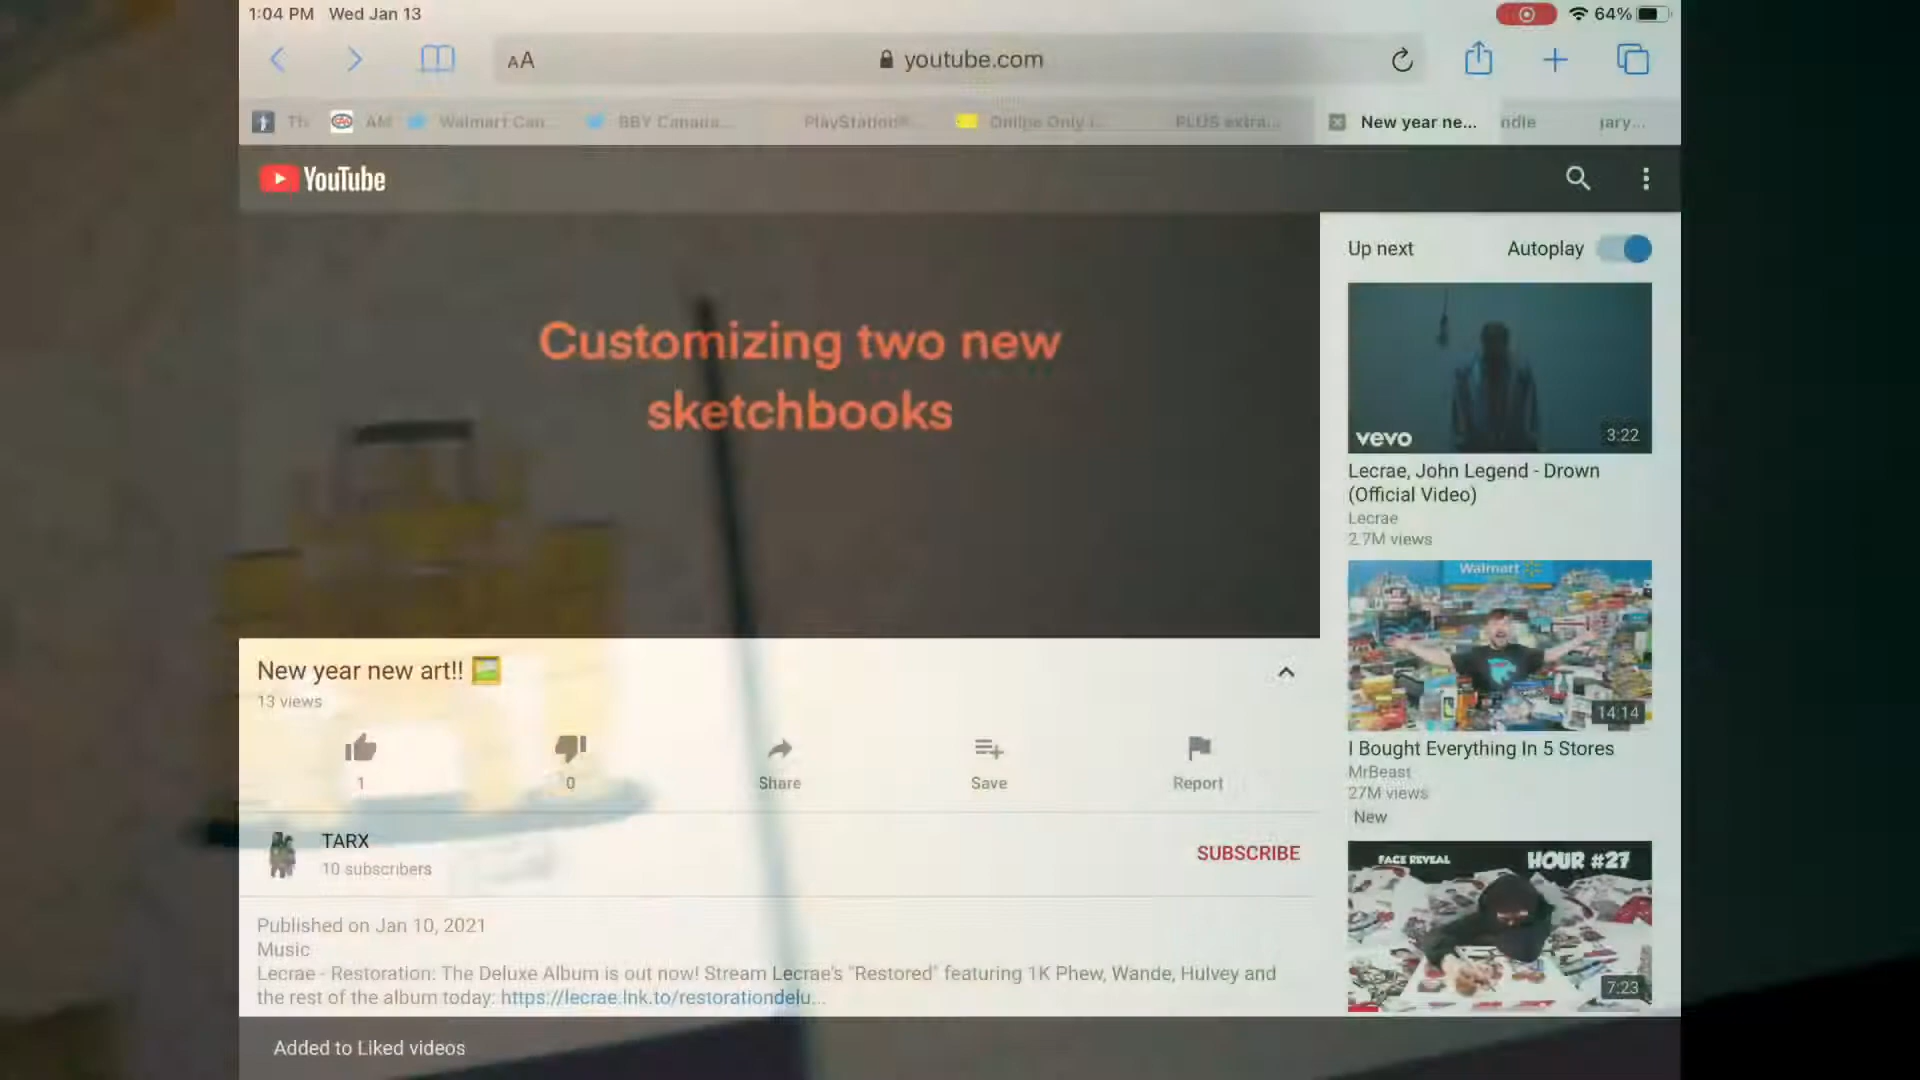 1:04 PM Wed Jan 13
64%
AA
youtube.com
Th
AM
Walmart Can...
BBY Canada...
PlayStation®...
Online Only i...
PLUS extra...
New year ne...
ndle
jary...
YouTube
Up next
Autoplay
Customizing two new
sketchbooks
vevo
3:22
Lecrae, John Legend - Drown
(Official Video)
Lecrae
2.7M views
Walmart
14:14
I Bought Everything In 5 Stores
MrBeast
27M views
New
FACE REVEAL
HOUR #27
7:23
New year new art!!
13 views
1
0
Share
Save
Report
TARX
10 subscribers
SUBSCRIBE
Published on Jan 10, 2021
Music
Lecrae - Restoration: The Deluxe Album is out now! Stream Lecrae's "Restored" featuring 1K Phew, Wande, Hulvey and
the rest of the album today: https://lecrae.lnk.to/restorationdelu...
Added to Liked videos